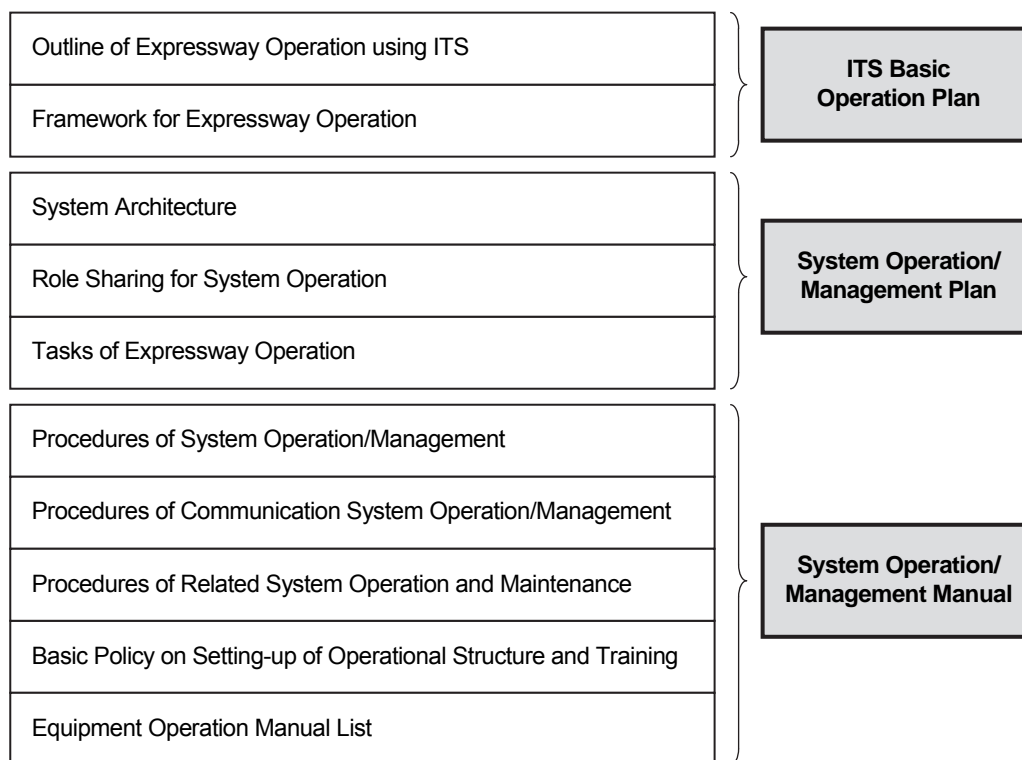 Outline of Expressway Operation using ITS
Framework for Expressway Operation
ITS Basic
Operation Plan
System Architecture
Role Sharing for System Operation
Tasks of Expressway Operation
System Operation/
Management Plan
Procedures of System Operation/Management
Procedures of Communication System Operation/Management
Procedures of Related System Operation and Maintenance
Basic Policy on Setting-up of Operational Structure and Training
Equipment Operation Manual List
System Operation/
Management Manual